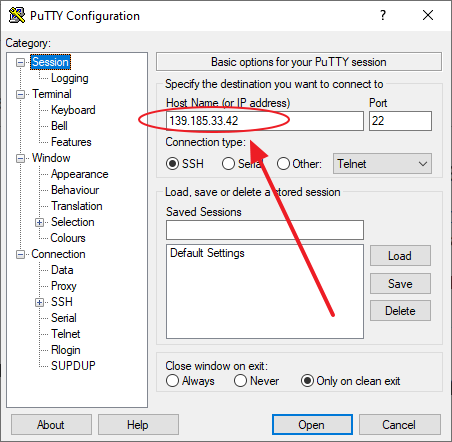 PuTTY Configuration
Category:
Session
Logging
Terminal
Keyboard
Bell
Features
Window
Appearance
Behaviour
Translation
Selection
Colours
Connection
Data
Proxy
SSH
Serial
Telnet
Rlogin
SUPDUP
Basic options for your PuTTY session
Specify the destination you want to connect to
Host Name (or IP address) Port
139.185.33.42 22
Connection type:
SSH Serial Other: Telnet
Load, save or delete a stored session
Saved Sessions
Default Settings
Load
Save
Delete
Close window on exit:
Always Never Only on clean exit
About Help Open Cancel